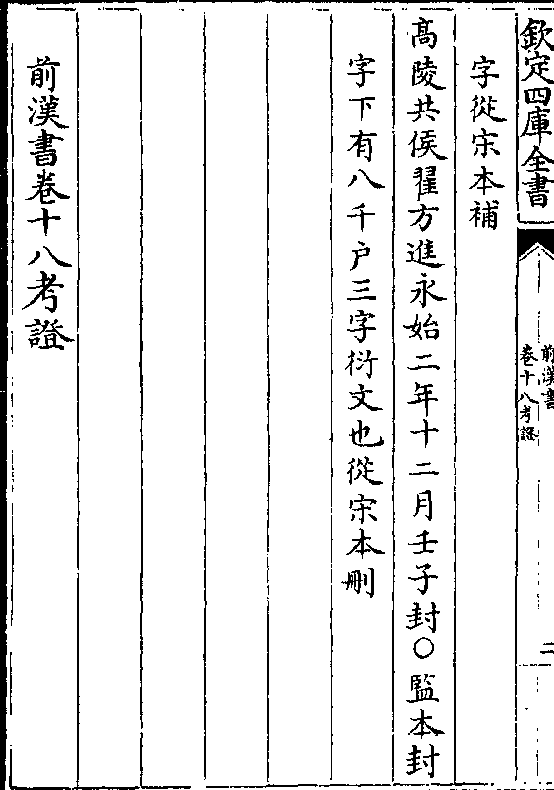 欽定四庫全書
前漢書
卷十八考證
二
字從宋本補
高陵共侯翟方進永始二年十二月壬子封○監本封
字下有八千户三字衍文也從宋本刪
前漢書卷十八考證